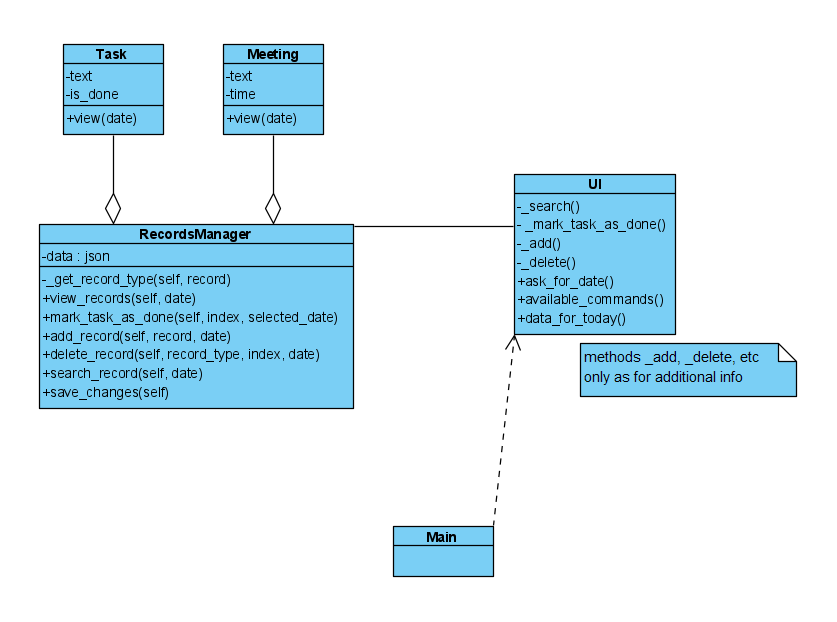 Task
-text
-is_done
+view(date)
Meeting
-text
-time
+view(date)
RecordsManager
-data : json
-_get_record_type(self, record)
+view_records(self, date)
+mark_task_as_done(self, index, selected_date)
+add_record(self, record, date)
+delete_record(self, record_type, index, date)
+search_record(self, date)
+save_changes(self)
UI
-_search()
- _mark_task_as_done()
-_add()
-_delete()
+ask_for_date()
+available_commands()
+data_for_today()
methods _add, _delete, etc
only as for additional info
Main